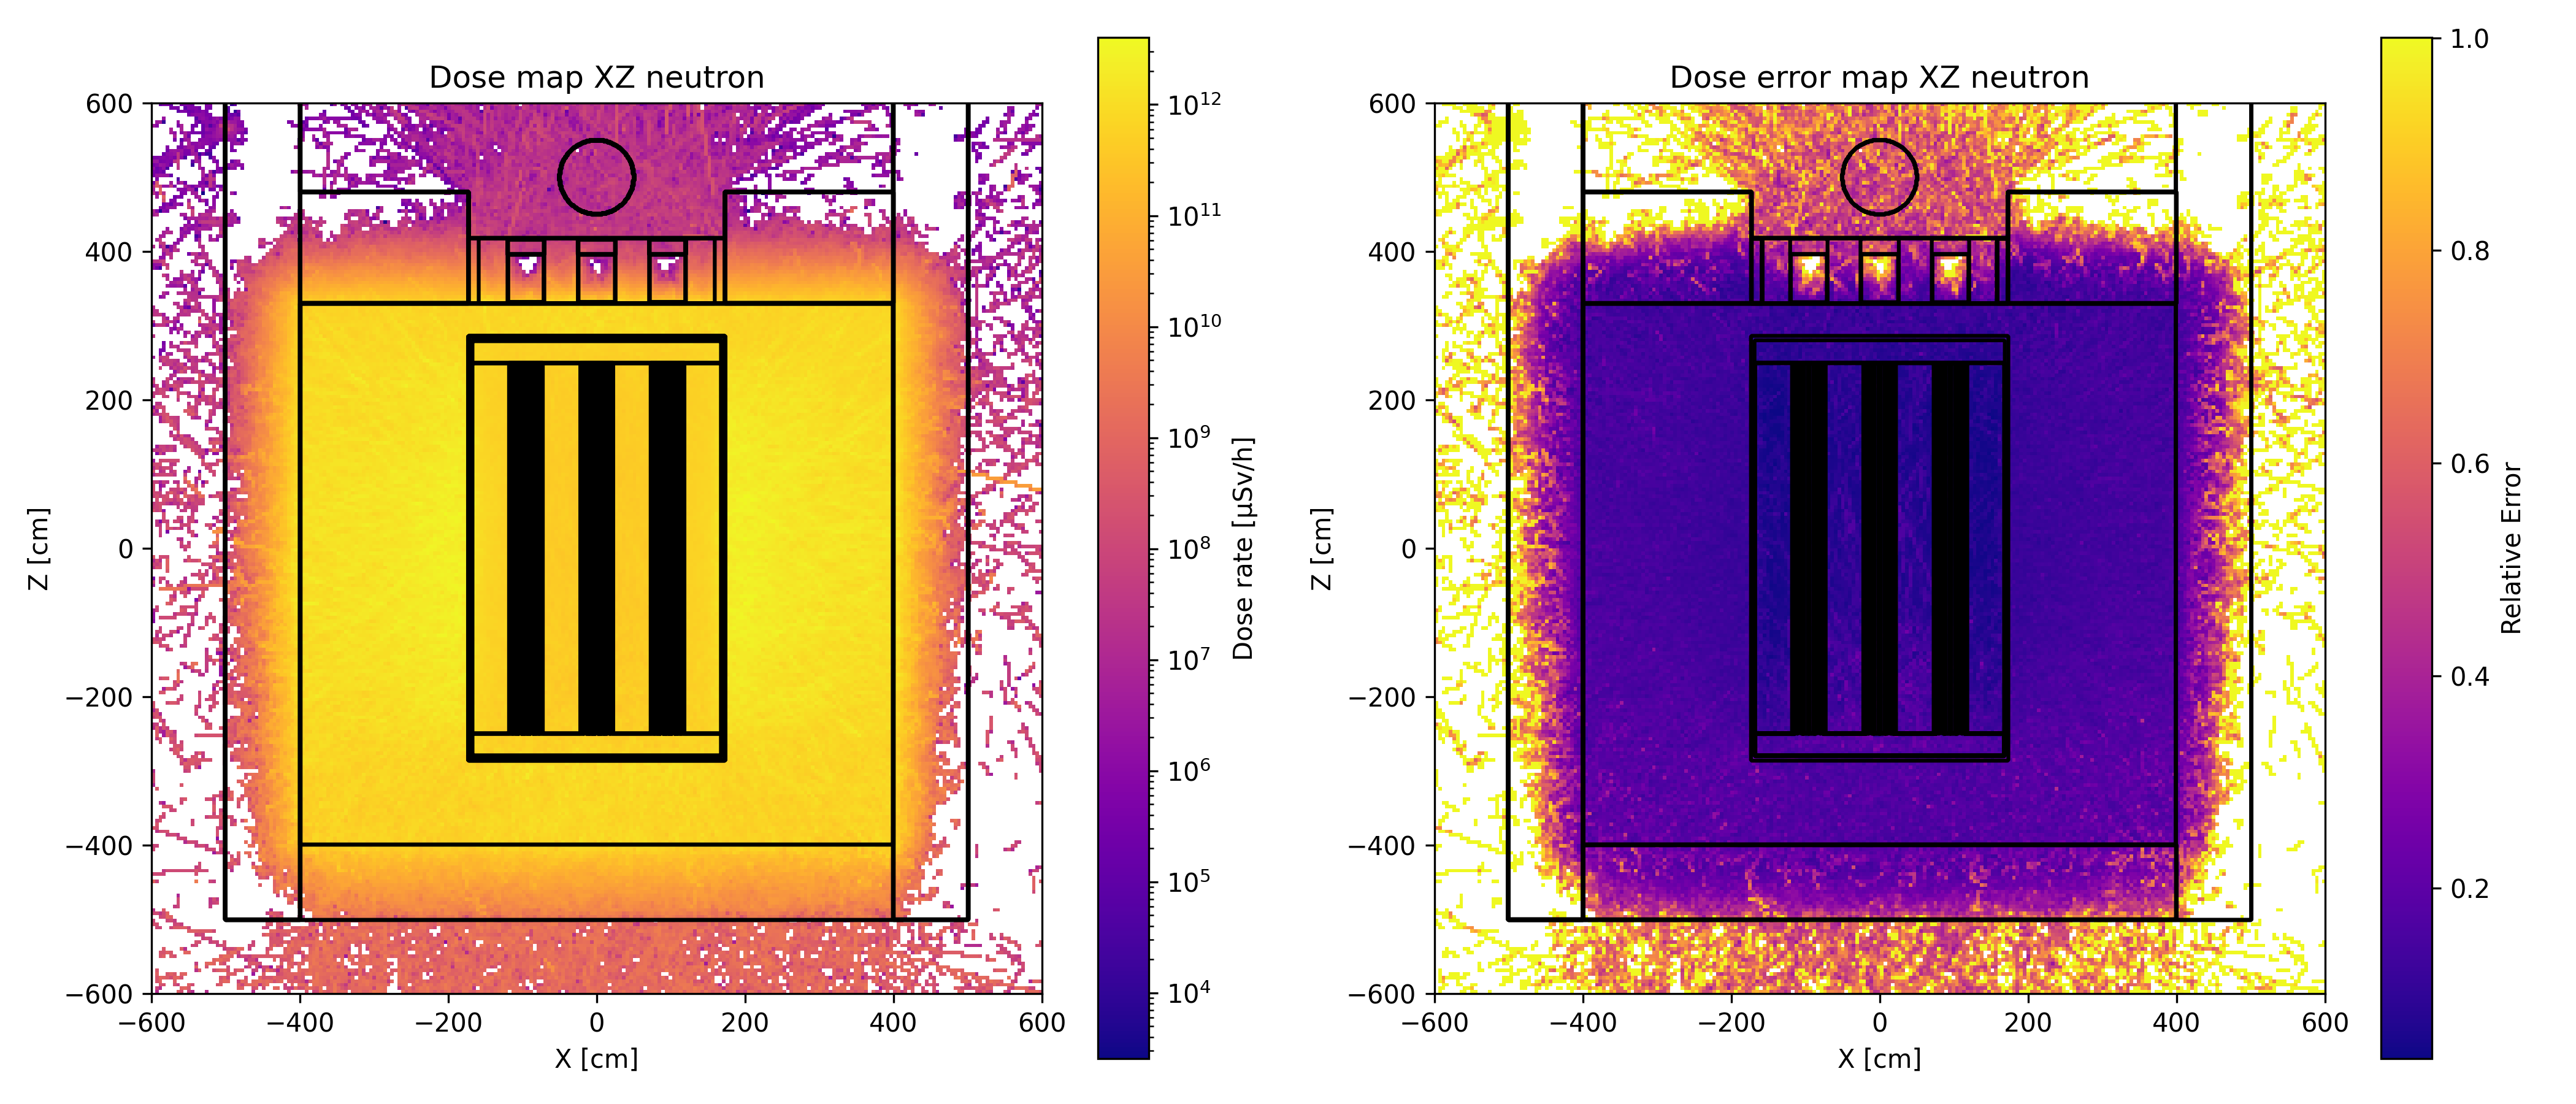 Dose map XZ neutron
600
400
200
0
−200
−400
−600
Z [cm]
−600 −400 −200 0 200 400 600
X [cm]
10¹²
10¹¹
10¹⁰
10⁹
10⁸
10⁷
10⁶
10⁵
10⁴
Dose rate [μSv/h]
Dose error map XZ neutron
600
400
200
0
−200
−400
−600
Z [cm]
−600 −400 −200 0 200 400 600
X [cm]
1.0
0.8
0.6
0.4
0.2
Relative Error